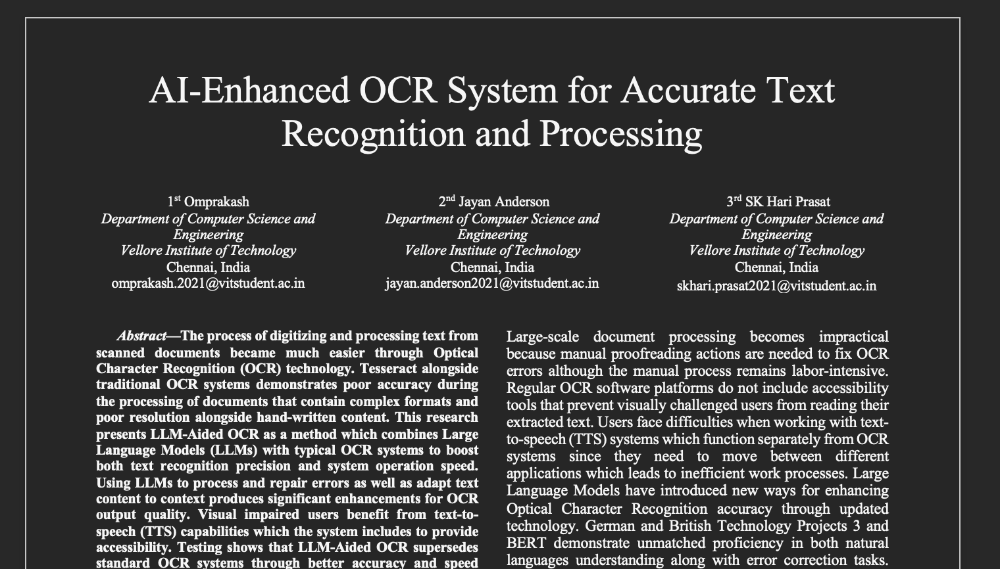 AI-Enhanced OCR System for Accurate Text
Recognition and Processing
1st Omprakash
Department of Computer Science and
Engineering
Vellore Institute of Technology
Chennai, India
omprakash.2021@vitstudent.ac.in
2nd Jayan Anderson
Department of Computer Science and
Engineering
Vellore Institute of Technology
Chennai, India
jayan.anderson2021@vitstudent.ac.in
3rd SK Hari Prasat
Department of Computer Science and
Engineering
Vellore Institute of Technology
Chennai, India
skhari.prasat2021@vitstudent.ac.in
Abstract—The process of digitizing and processing text from
scanned documents became much easier through Optical
Character Recognition (OCR) technology. Tesseract alongside
traditional OCR systems demonstrates poor accuracy during
the processing of documents that contain complex formats and
poor resolution alongside hand-written content. This research
presents LLM-Aided OCR as a method which combines Large
Language Models (LLMs) with typical OCR systems to boost
both text recognition precision and system operation speed.
Using LLMs to process and repair errors as well as adapt text
content to context produces significant enhancements for OCR
output quality. Visual impaired users benefit from text-to-
speech (TTS) capabilities which the system includes to provide
accessibility. Testing shows that LLM-Aided OCR supersedes
standard OCR systems through better accuracy and speed
Large-scale document processing becomes impractical
because manual proofreading actions are needed to fix OCR
errors although the manual process remains labor-intensive.
Regular OCR software platforms do not include accessibility
tools that prevent visually challenged users from reading their
extracted text. Users face difficulties when working with text-
to-speech (TTS) systems which function separately from OCR
systems since they need to move between different
applications which leads to inefficient work processes. Large
Language Models have introduced new ways for enhancing
Optical Character Recognition accuracy through updated
technology. German and British Technology Projects 3 and
BERT demonstrate unmatched proficiency in both natural
languages understanding along with error correction tasks.